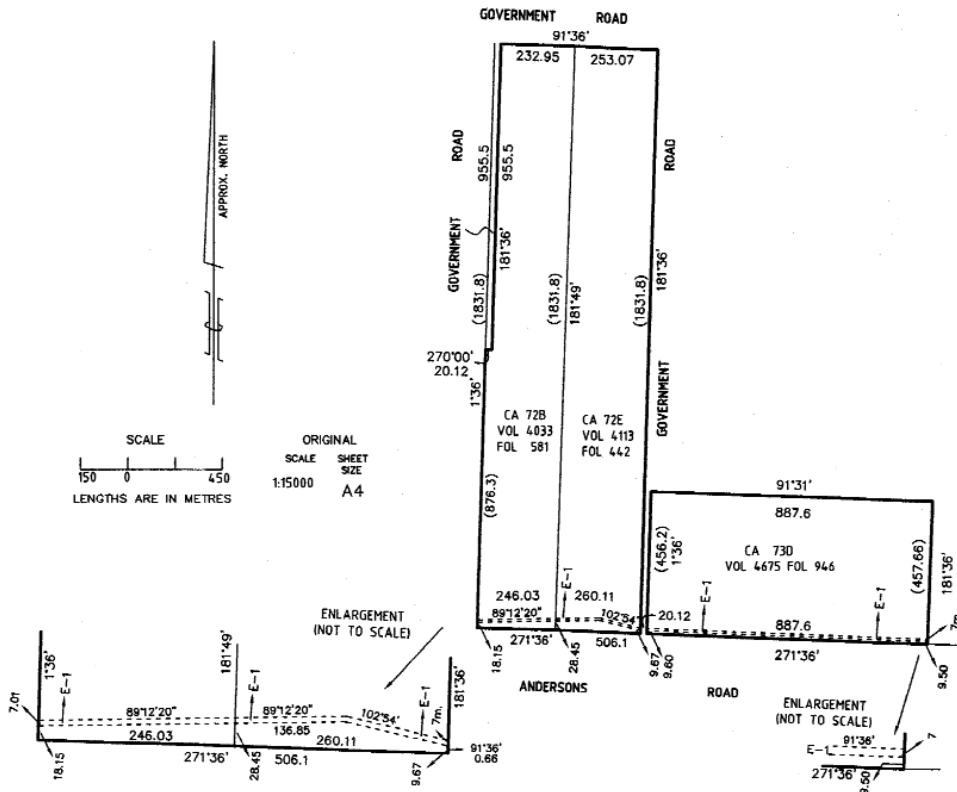 GOVERNMENT ROAD
91°36'
232.95 253.07
GOVERNMENT ROAD
955.5
955.5
181°36'
(1831.8)
(1831.8)
181°49'
(1831.8)
181°36'
ROAD
GOVERNMENT
APPROX. NORTH
270°00'
20.12
1°36'
(876.3)
CA 72B
VOL 4033
FOL 581
CA 72E
VOL 4113
FOL 442
SCALE
150 0 450
LENGTHS ARE IN METRES
ORIGINAL
SCALE SHEET SIZE
1:15000 A4
91°31'
887.6
(456.2)
1°36'
CA 73D
VOL 4675 FOL 946
(457.66)
181°36'
E-1
E-1
887.6
271°36'
7m.
9.50
246.03 260.11
E-1
89°12'20" 102°54'
20.12
271°36' 506.1
18.15
28.45
9.67
9.60
ANDERSONS ROAD
ENLARGEMENT
(NOT TO SCALE)
1°36'
181°49'
181°36'
7.01
E-1
E-1
E-1
89°12'20" 89°12'20" 102°54'
7m.
246.03 136.85 260.11
271°36' 506.1
18.15
28.45
9.67
91°36'
0.66
ENLARGEMENT
(NOT TO SCALE)
91°36'
E-1
7
271°36'
9.50